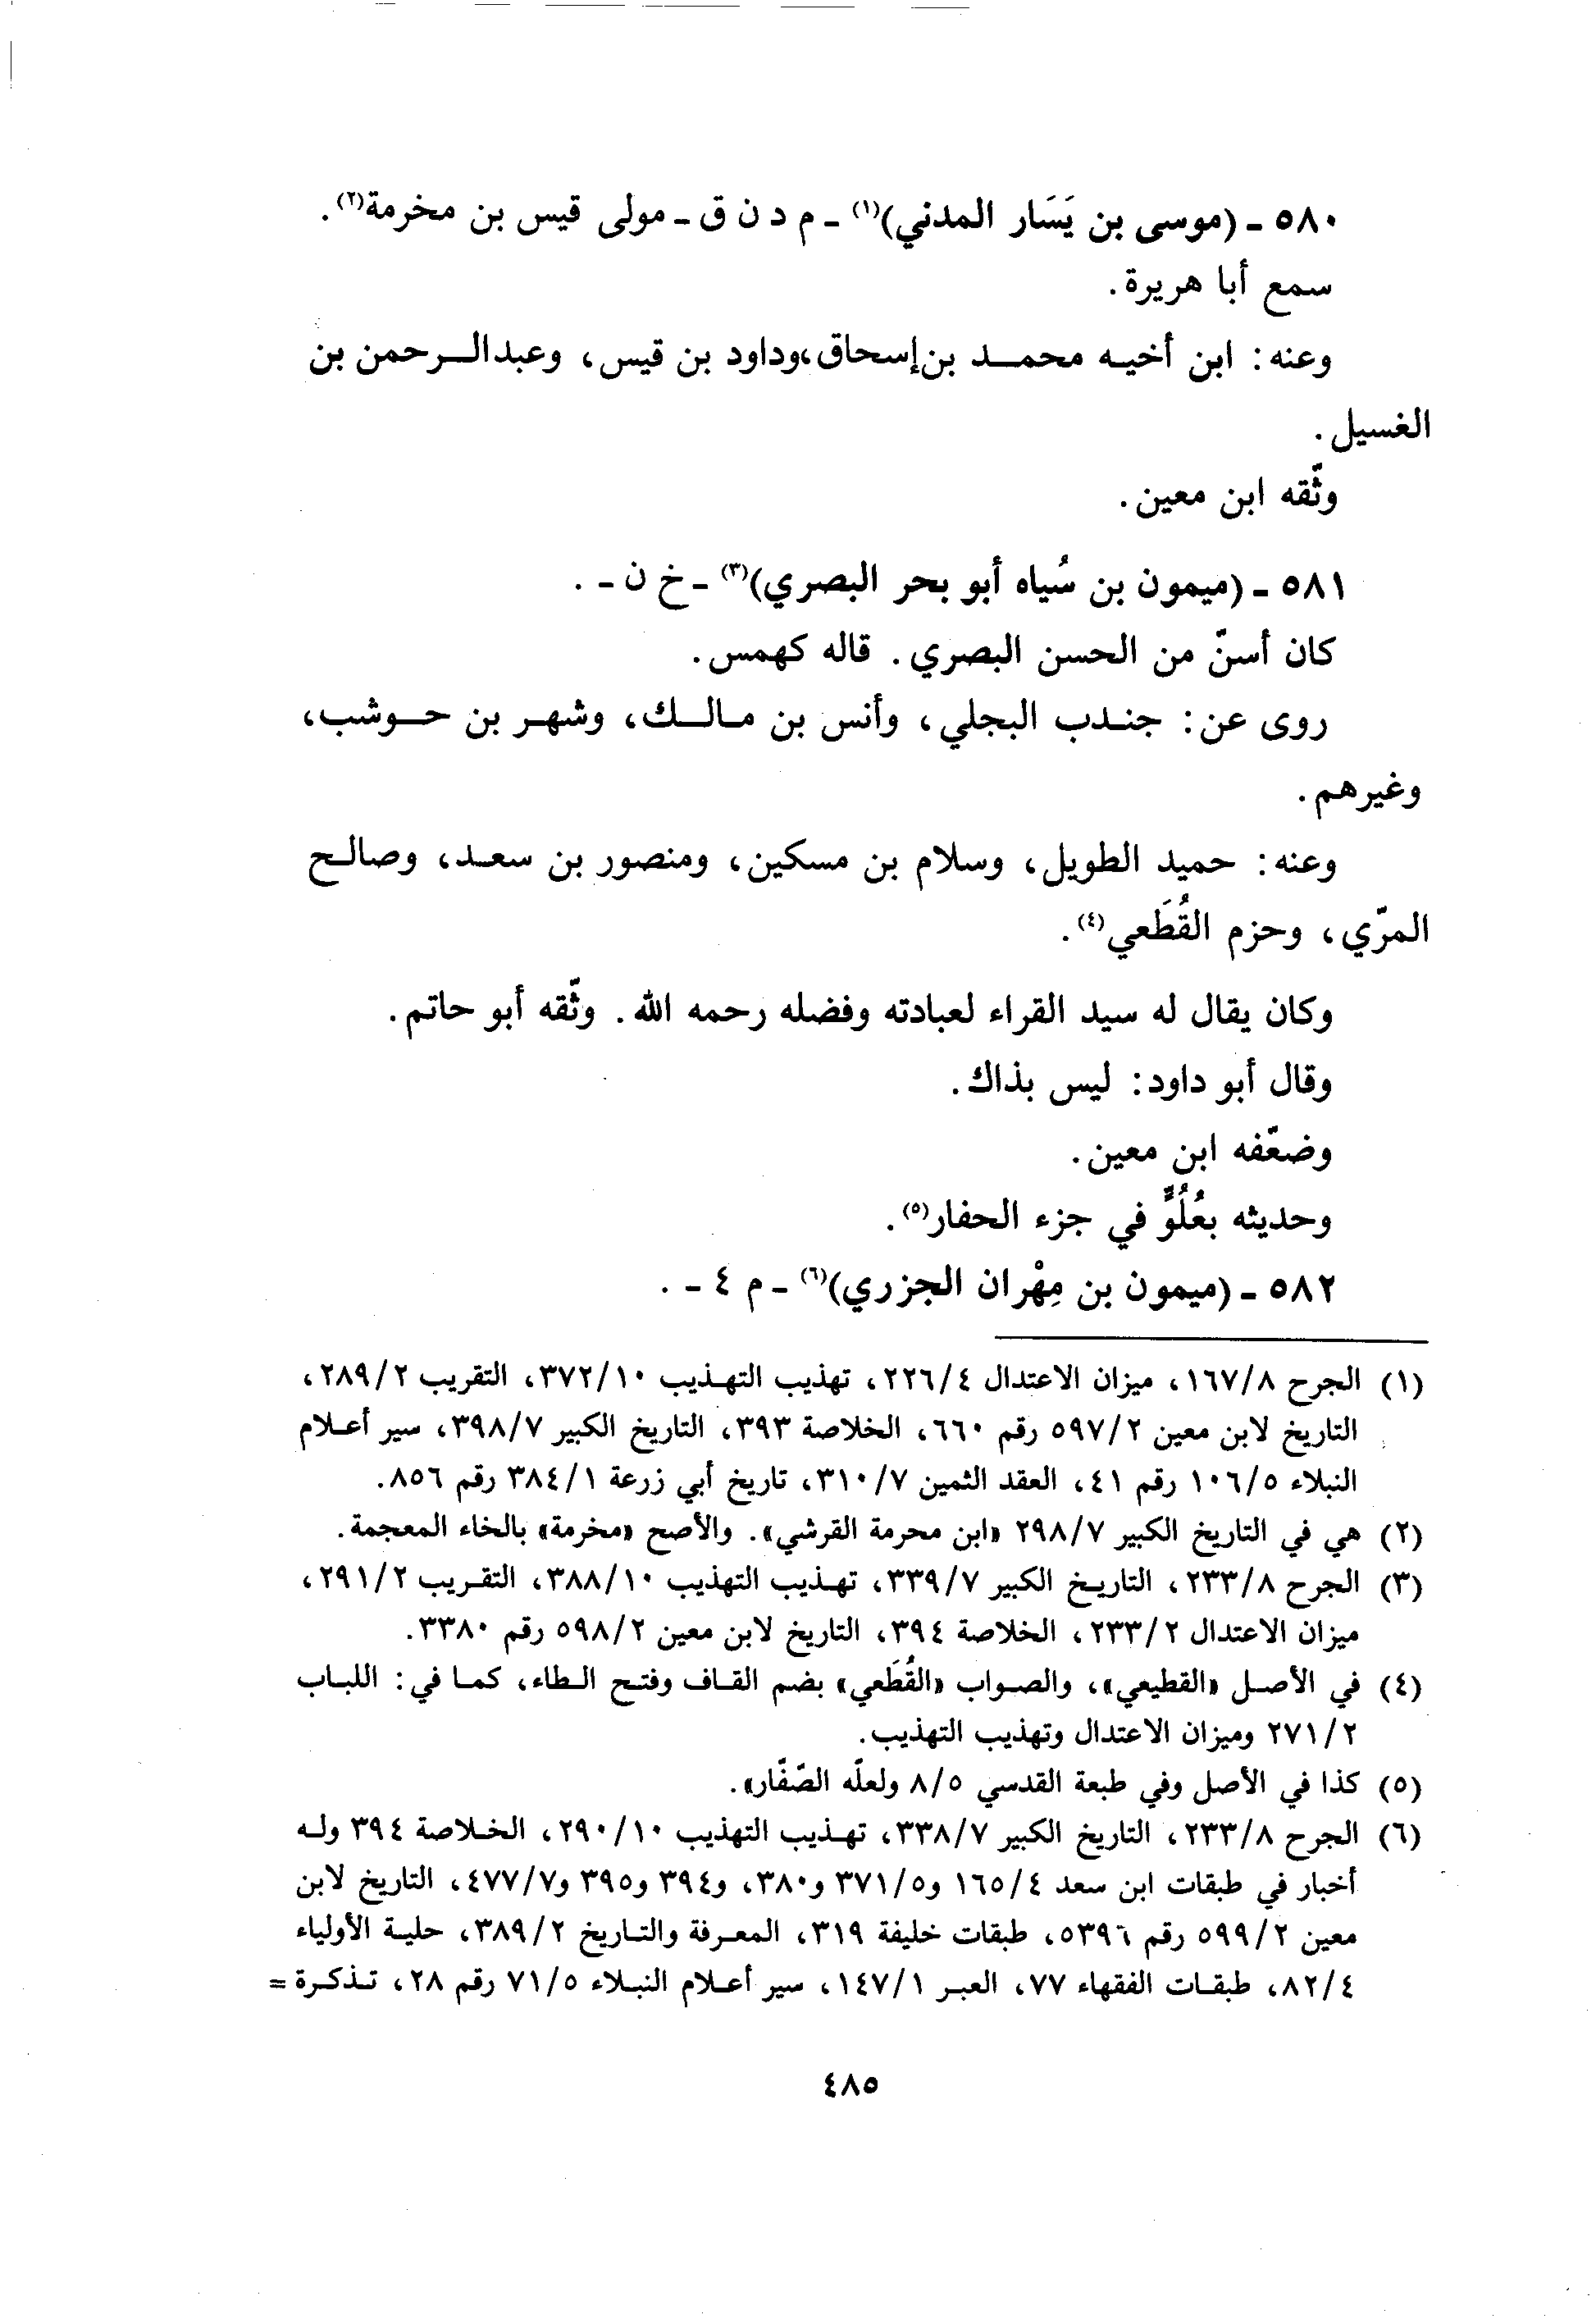 ٥٨٠ - (موسى بن يَسَار المدني)(١) - م د ن ق - مولى قيس بن مخرمة(٢).
سمع أبا هريرة.
وعنه: ابن أخيه محمد بن إسحاق، وداود بن قيس، وعبدالرحمن بن
الغسيل.
وثّقه ابن معين.
٥٨١ - (ميمون بن سُياه أبو بحر البصري)(٣) - خ ن - .
كان أسنّ من الحسن البصري. قاله كهمس.
روى عن: جندب البجلي، وأنس بن مالك، وشهر بن حوشب،
وغيرهم.
وعنه: حميد الطويل، وسلام بن مسكين، ومنصور بن سعد، وصالح
المرّي، وحزم القُطَعي(٤).
وكان يقال له سيد القراء لعبادته وفضله رحمه الله. وثّقه أبو حاتم.
وقال أبو داود: ليس بذاك.
وضعّفه ابن معين.
وحديثه بعُلُوٍّ في جزء الحفار(٥).
٥٨٢ - (ميمون بن مِهْران الجزري)(٦) - م ٤ - .
(١) الجرح ١٦٧/٨، ميزان الاعتدال ٢٢٦/٤، تهذيب التهذيب ٣٧٢/١٠، التقريب ٢٨٩/٢،
التاريخ لابن معين ٥٩٧/٢ رقم ٦٦٠، الخلاصة ٣٩٣، التاريخ الكبير ٣٩٨/٧، سير أعلام
النبلاء ١٠٦/٥ رقم ٤١، العقد الثمين ٣١٠/٧، تاريخ أبي زرعة ٣٨٤/١ رقم ٨٥٦.
(٢) هي في التاريخ الكبير ٢٩٨/٧ «ابن محرمة القرشي». والأصح «مخرمة» بالخاء المعجمة.
(٣) الجرح ٢٣٣/٨، التاريخ الكبير ٣٣٩/٧، تهذيب التهذيب ٣٨٨/١٠، التقريب ٢٩١/٢،
ميزان الاعتدال ٢٣٣/٢، الخلاصة ٣٩٤، التاريخ لابن معين ٥٩٨/٢ رقم ٣٣٨٠.
(٤) في الأصل «القطيعي»، والصواب «القُطَعي» بضم القاف وفتح الطاء، كما في: اللباب
٢٧١/٢ وميزان الاعتدال وتهذيب التهذيب.
(٥) كذا في الأصل وفي طبعة القدسي ٨/٥ ولعلّه الصّفّار».
(٦) الجرح ٢٣٣/٨، التاريخ الكبير ٣٣٨/٧، تهذيب التهذيب ٢٩٠/١٠، الخلاصة ٣٩٤ وله
أخبار في طبقات ابن سعد ١٦٥/٤ و٣٧١/٥ و٣٨٠، و٣٩٤ و٣٩٥ و٤٧٧/٧، التاريخ لابن
معين ٥٩٩/٢ رقم ٥٣٩٦، طبقات خليفة ٣١٩، المعرفة والتاريخ ٣٨٩/٢، حلية الأولياء
٨٢/٤، طبقات الفقهاء ٧٧، العبر ١٤٧/١، سير أعلام النبلاء ٧١/٥ رقم ٢٨، تذكرة =
٤٨٥